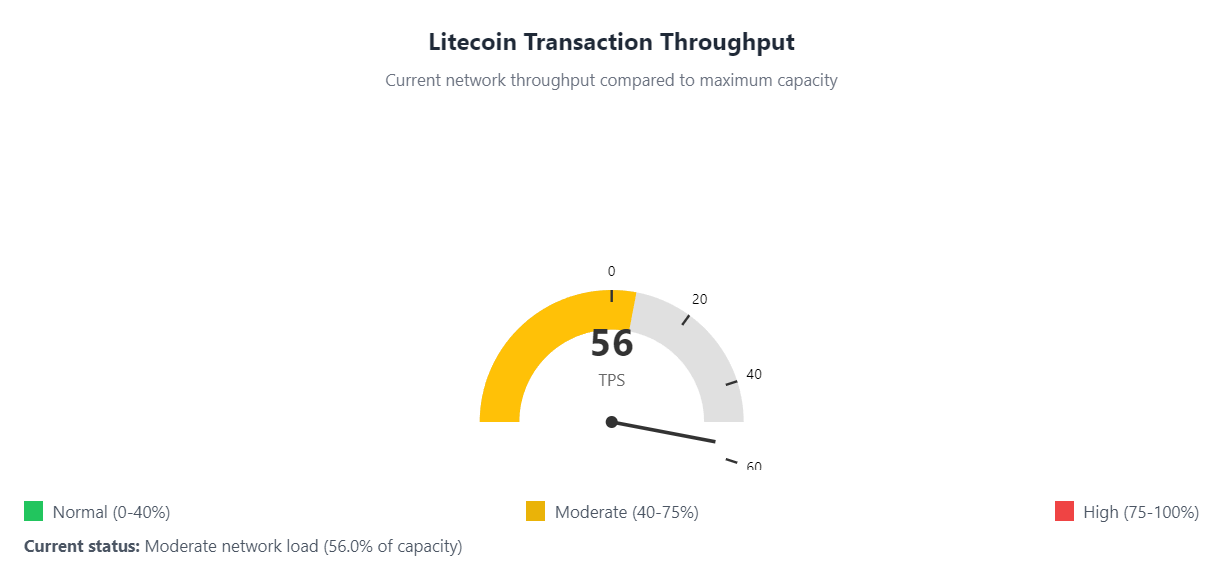 Litecoin Transaction Throughput
Current network throughput compared to maximum capacity
0
20
56
TPS
40
60
Normal (0-40%)
Moderate (40-75%)
High (75-100%)
Current status: Moderate network load (56.0% of capacity)